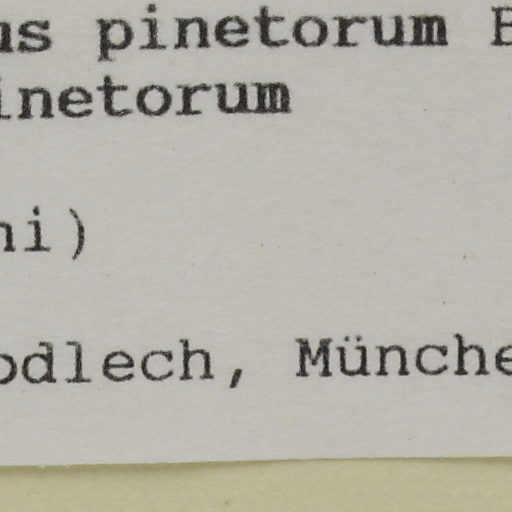 us pinetorum B
inetorum
ni)
odlech, Münche